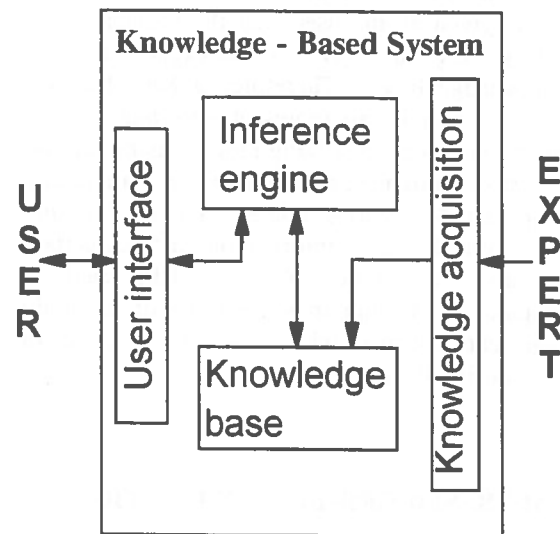 Knowledge - Based System
Inference
engine
USER
User interface
Knowledge
base
Knowledge acquisition
EXPERT